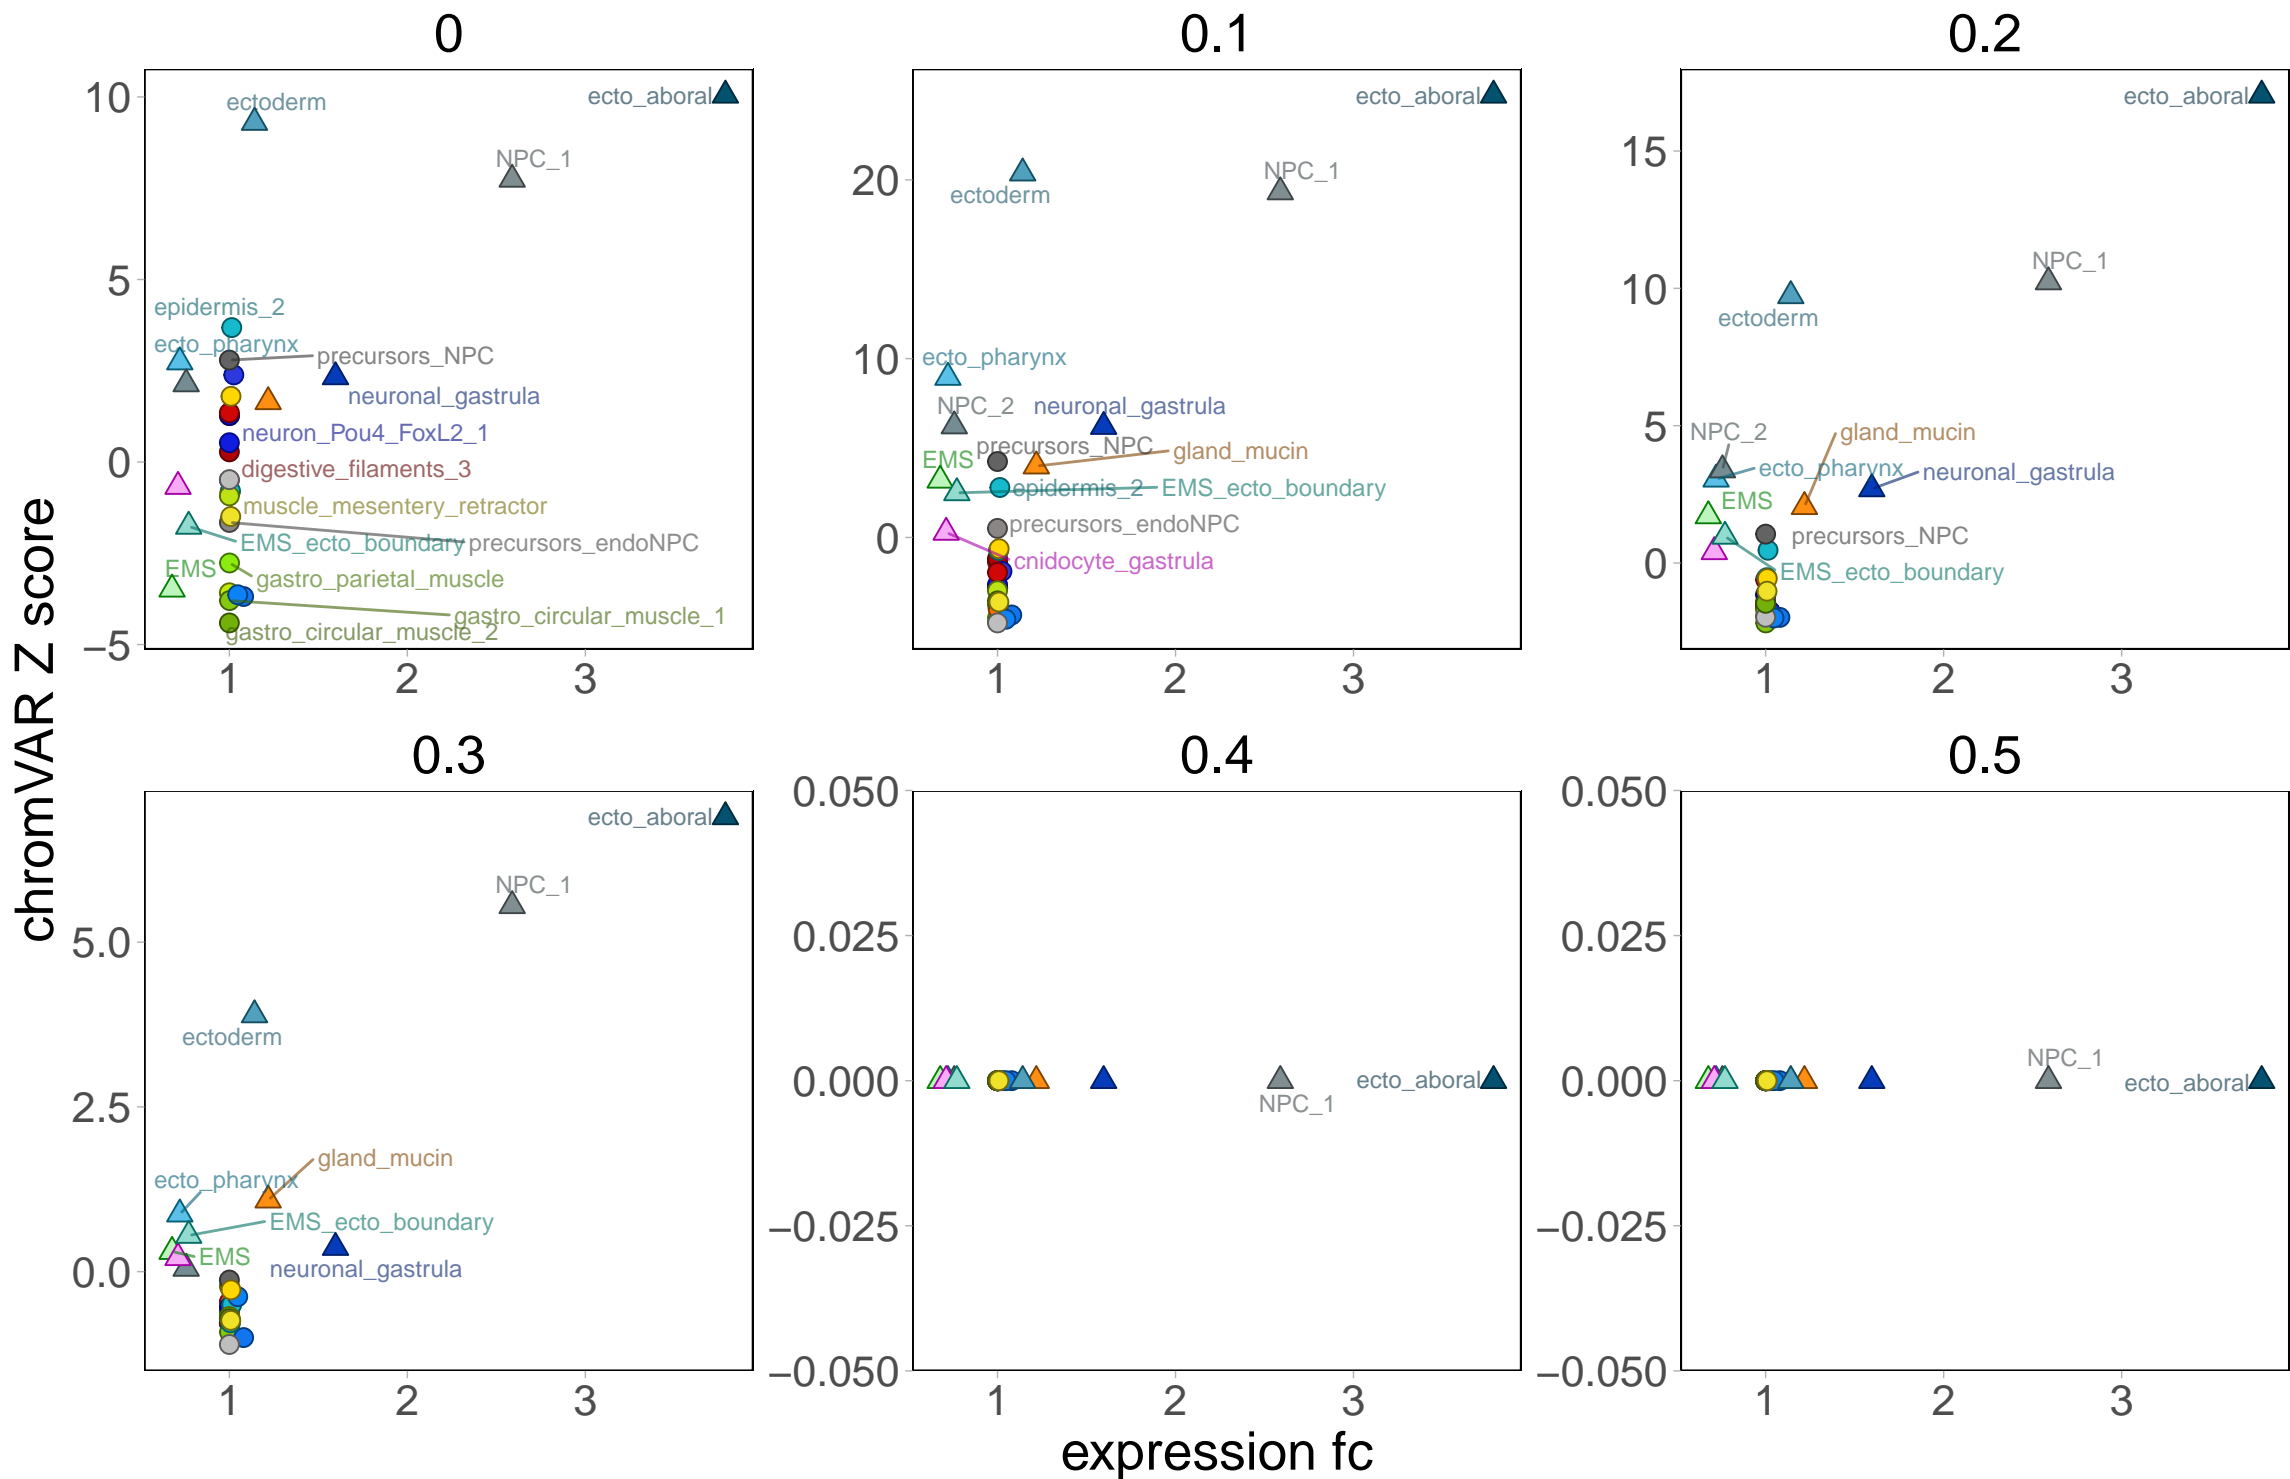 0
0.1
0.2
10
5
0
−5
ectoderm
ecto_aboral
NPC_1
epidermis_2
ecto_pharynx
precursors_NPC
neuronal_gastrula
neuron_Pou4_FoxL2_1
digestive_filaments_3
muscle_mesentery_retractor
EMS_ecto_boundary
precursors_endoNPC
EMS
gastro_parietal_muscle
gastro_circular_muscle_1
gastro_circular_muscle_2
1 2 3
20
10
0
ecto_aboral
NPC_1
ectoderm
ecto_pharynx
NPC_2
neuronal_gastrula
precursors_NPC
gland_mucin
EMS
epidermis_2
EMS_ecto_boundary
precursors_endoNPC
cnidocyte_gastrula
1 2 3
15
10
5
0
ecto_aboral
NPC_1
ectoderm
NPC_2
gland_mucin
ecto_pharynx
neuronal_gastrula
EMS
precursors_NPC
EMS_ecto_boundary
1 2 3
chromVAR Z score
0.3
0.4
0.5
5.0
2.5
0.0
ecto_aboral
NPC_1
ectoderm
gland_mucin
ecto_pharynx
EMS_ecto_boundary
EMS
neuronal_gastrula
1 2 3
0.050
0.025
0.000
−0.025
−0.050
ecto_aboral
NPC_1
1 2 3
0.050
0.025
0.000
−0.025
−0.050
NPC_1
ecto_aboral
1 2 3
expression fc